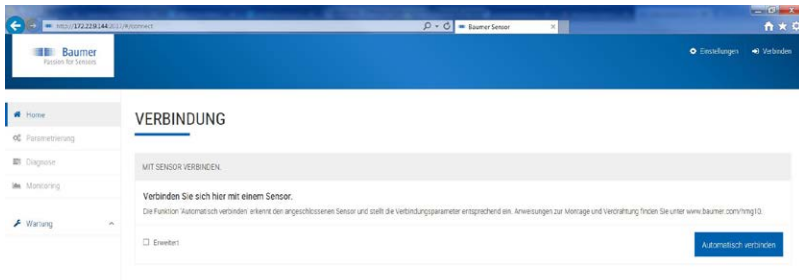 Baumer Sensor
Baumer
Passion for Sensors
Einstellungen
Verbinden
Home
Parametrierung
Diagnose
Monitoring
Wartung
VERBINDUNG
MIT SENSOR VERBINDEN.
Verbinden Sie sich hier mit einem Sensor.
Die Funktion 'Automatisch verbinden' erkennt den angeschlossenen Sensor und stellt die Verbindungsparameter entsprechend ein. Anweisungen zur Montage und Verdrahtung finden Sie unter www.baumer.com/hmg10.
Erweitert
Automatisch verbinden